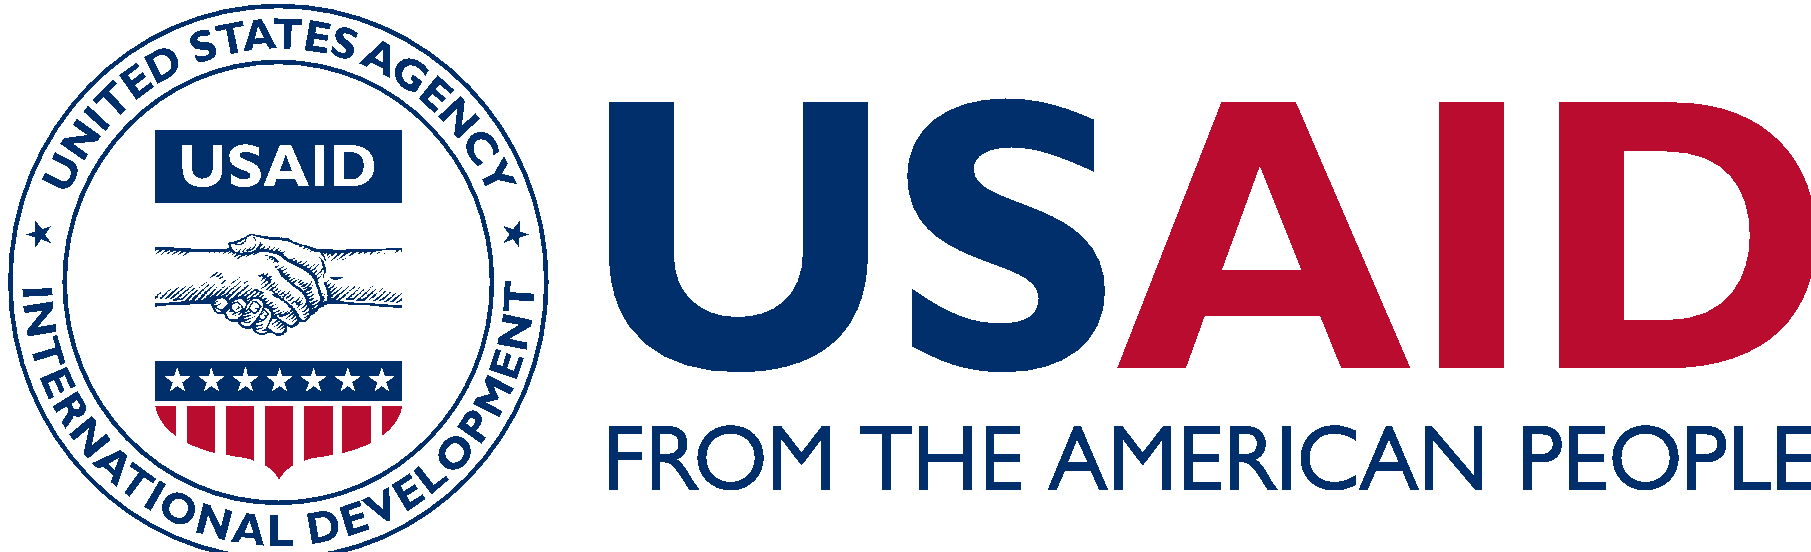 UNITED STATES AGENCY
INTERNATIONAL DEVELOPMENT
USAID
USAID
FROM THE AMERICAN PEOPLE